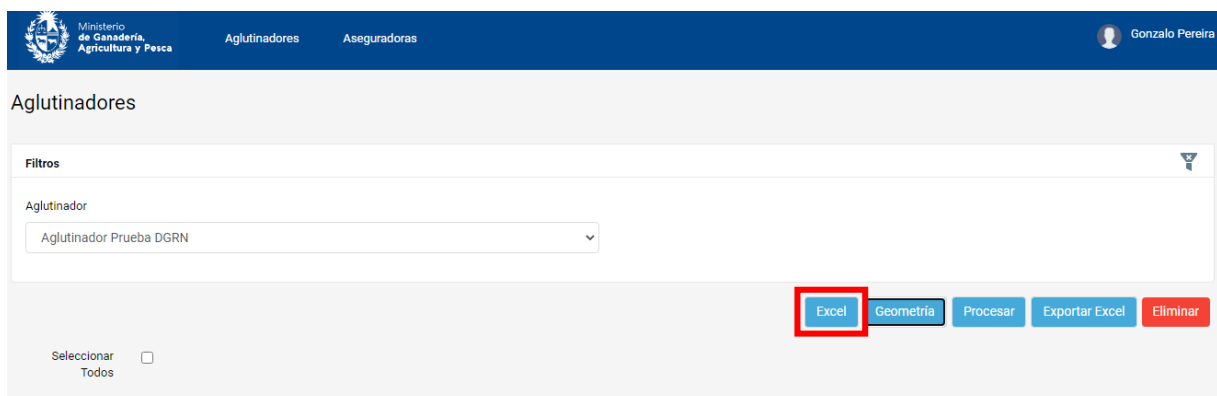 Ministerio
de Ganadería,
Agricultura y Pesca
Aglutinadores Aseguradoras
Gonzalo Pereira
Aglutinadores
Filtros
Aglutinador
Aglutinador Prueba DGRN
Excel Geometría Procesar Exportar Excel Eliminar
Seleccionar
Todos